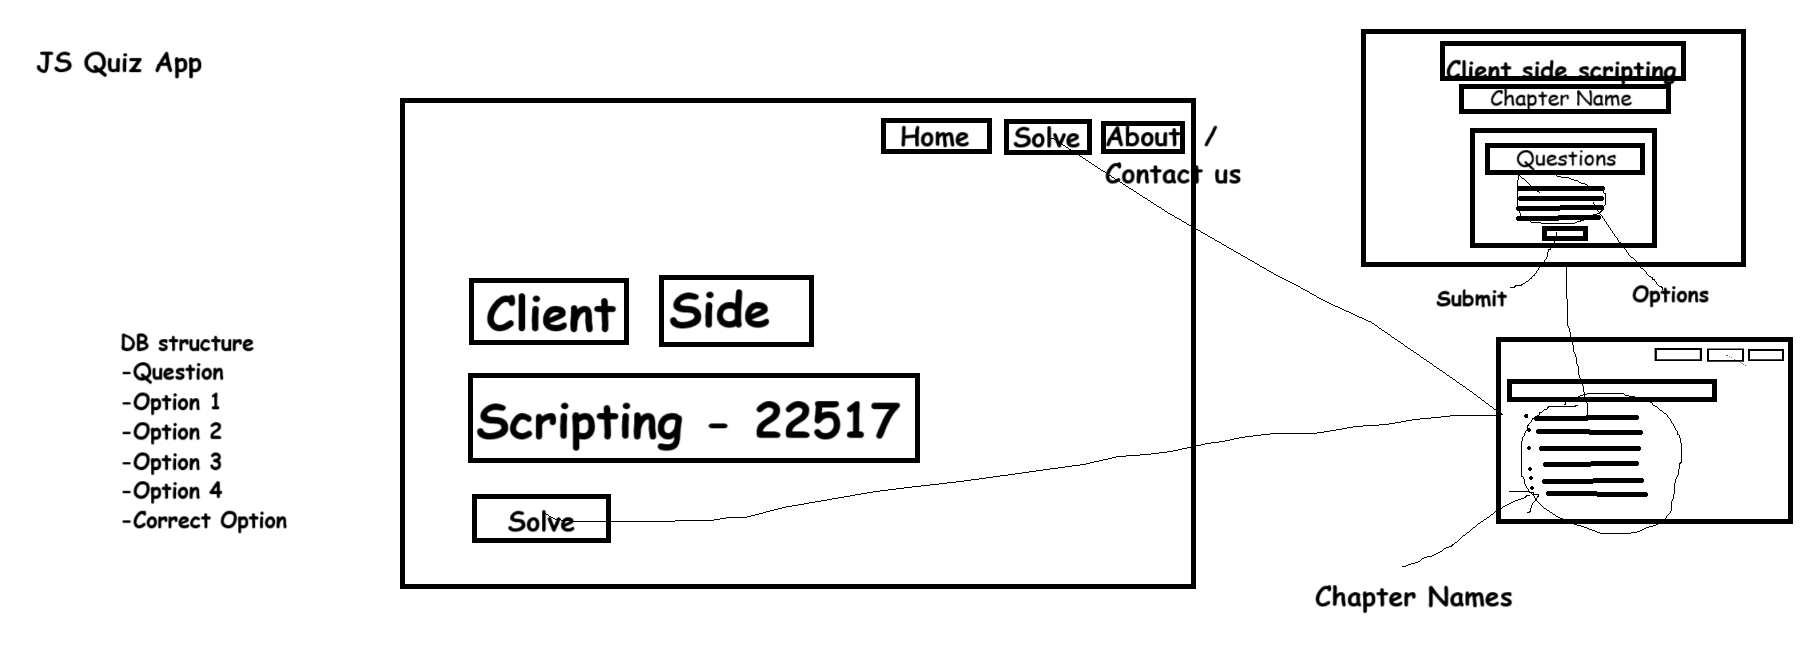 JS Quiz App
Home
Solve
About /
Contact us
Client
Side
Scripting - 22517
Solve
DB structure
-Question
-Option 1
-Option 2
-Option 3
-Option 4
-Correct Option
Client side scripting
Chapter Name
Questions
Submit
Options
Chapter Names